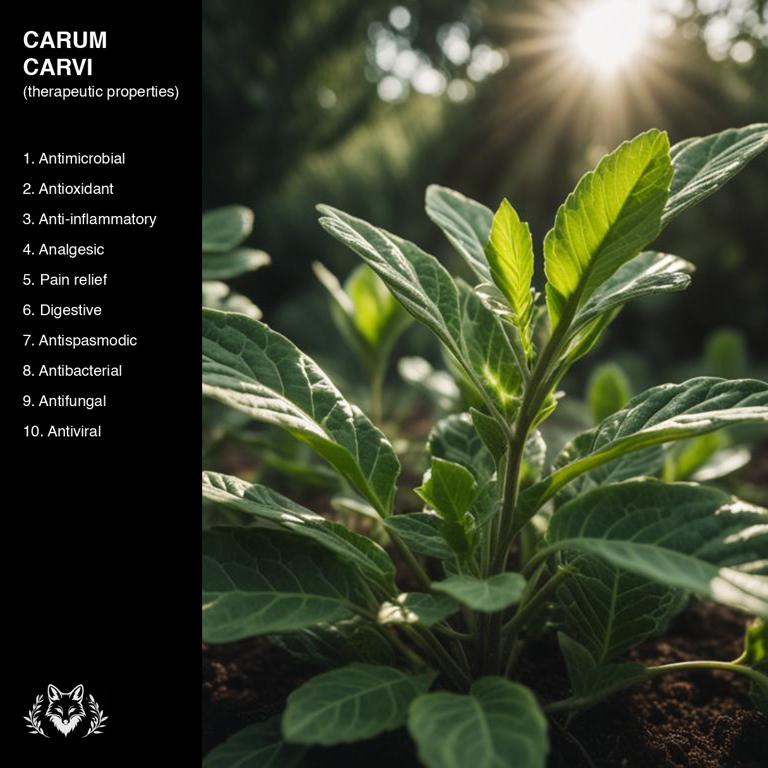 CARUM
CARVI
(therapeutic properties)
1. Antimicrobial
2. Antioxidant
3. Anti-inflammatory
4. Analgesic
5. Pain relief
6. Digestive
7. Antispasmodic
8. Antibacterial
9. Antifungal
10. Antiviral